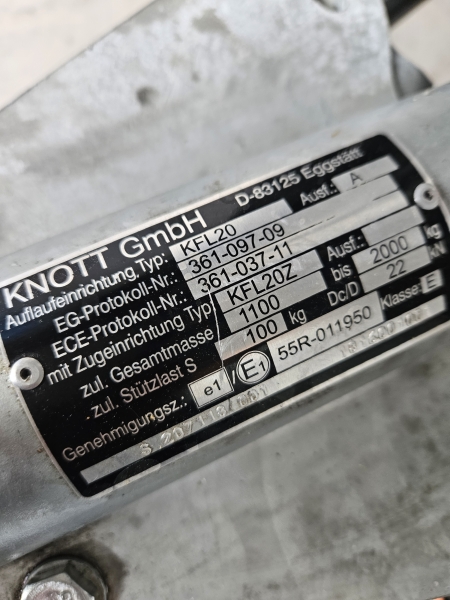 KNOTT GmbH D-83125 Eggstätt
Auflaufeinrichtung, Typ: KFL20 Ausf.: A
EG-Protokoll-Nr.: 361-097-09
ECE-Protokoll-Nr.: 361-037-11
mit Zugeinrichtung Typ KFL20Z Ausf.:
zul. Gesamtmasse 1100 bis 2000 kg
zul. Stützlast S 100 kg Dc/D 22 kN
Genehmigungsz.: e1 / E1 55R-011950 Klasse: E